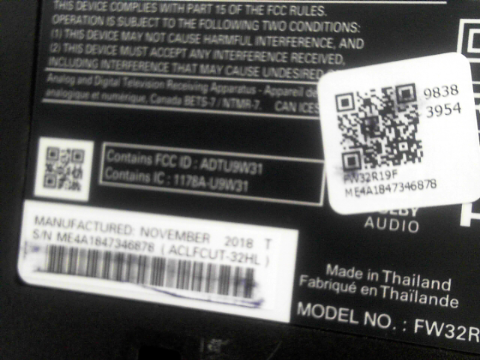 THIS DEVICE COMPLIES WITH PART 15 OF THE FCC RULES.
OPERATION IS SUBJECT TO THE FOLLOWING TWO CONDITIONS:
(1) THIS DEVICE MAY NOT CAUSE HARMFUL INTERFERENCE, AND
(2) THIS DEVICE MUST ACCEPT ANY INTERFERENCE RECEIVED,
INCLUDING INTERFERENCE THAT MAY CAUSE UNDESIRED
Analog and Digital Television Receiving Apparatus - Appareil de
analogique et numérique, Canada BETS-7 / NTMR-7. CAN ICES
9838
3954
FW32R19F
ME4A1847346878
Contains FCC ID : ADTU9W31
Contains IC : 1178A-U9W31
AUDIO
MANUFACTURED: NOVEMBER 2018 T
S/N ME4A1847346878 ( ACLFCUT-32HL )
Made in Thailand
Fabriqué en Thaïlande
MODEL NO. : FW32R